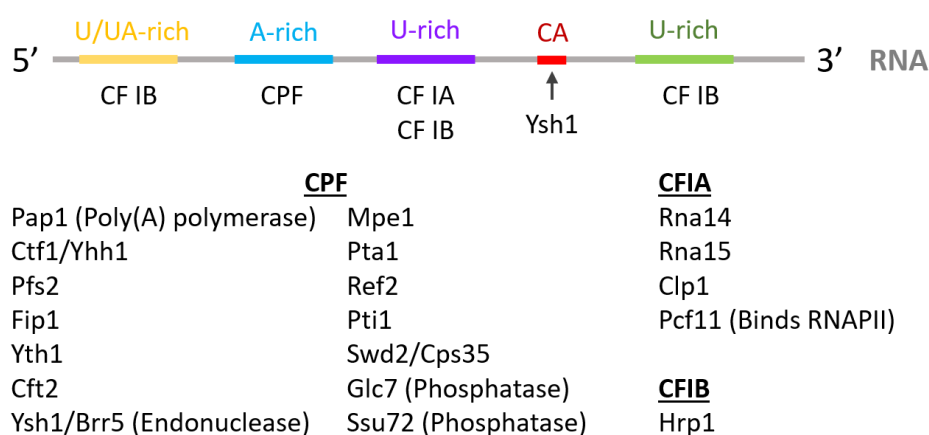 U/UA-rich A-rich U-rich CA U-rich
5’ 3’ RNA
CF IB CPF CF IA CF IB
CF IB Ysh1
CPF CFIA
Pap1 (Poly(A) polymerase) Mpe1 Rna14
Ctf1/Yhh1 Pta1 Rna15
Pfs2 Ref2 Clp1
Fip1 Pti1 Pcf11 (Binds RNAPII)
Yth1 Swd2/Cps35
Cft2 Glc7 (Phosphatase) CFIB
Ysh1/Brr5 (Endonuclease) Ssu72 (Phosphatase) Hrp1